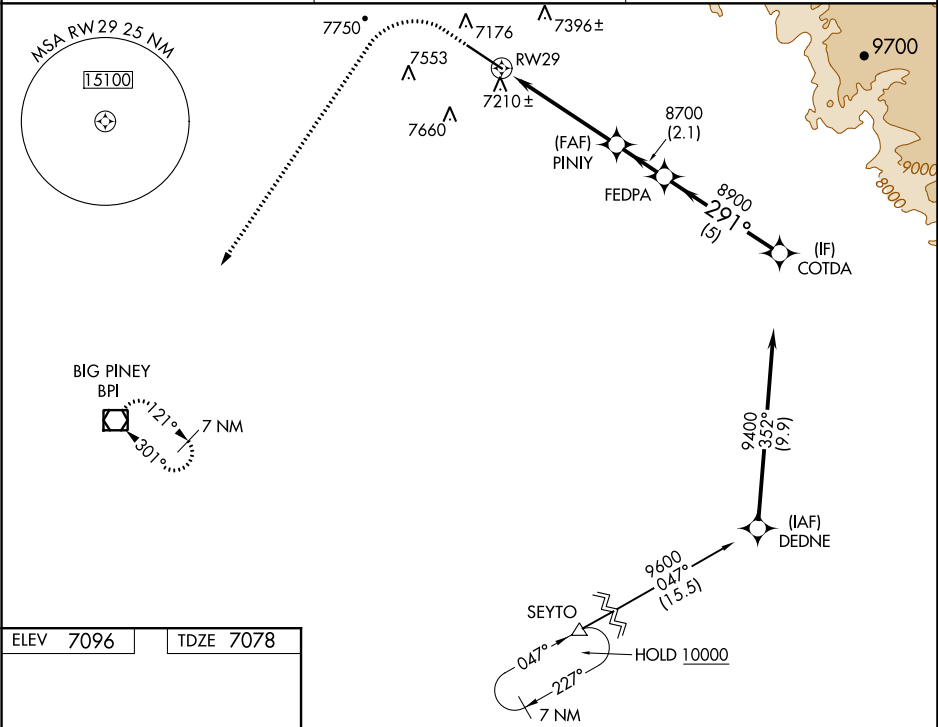 MSA RW29 25 NM
15100
7750
7176
7396±
7553
RW29
7210±
7660
9700
8700
(2.1)
(FAF)
PINIY
FEDPA
8900
291°
(5)
9000
8000
(IF)
COTDA
BIG PINEY
BPI
121°
301°
7 NM
9400
352°
(9.9)
(IAF)
DEDNE
9600
047°
(15.5)
SEYTO
047°
227°
HOLD 10000
7 NM
ELEV 7096
TDZE 7078